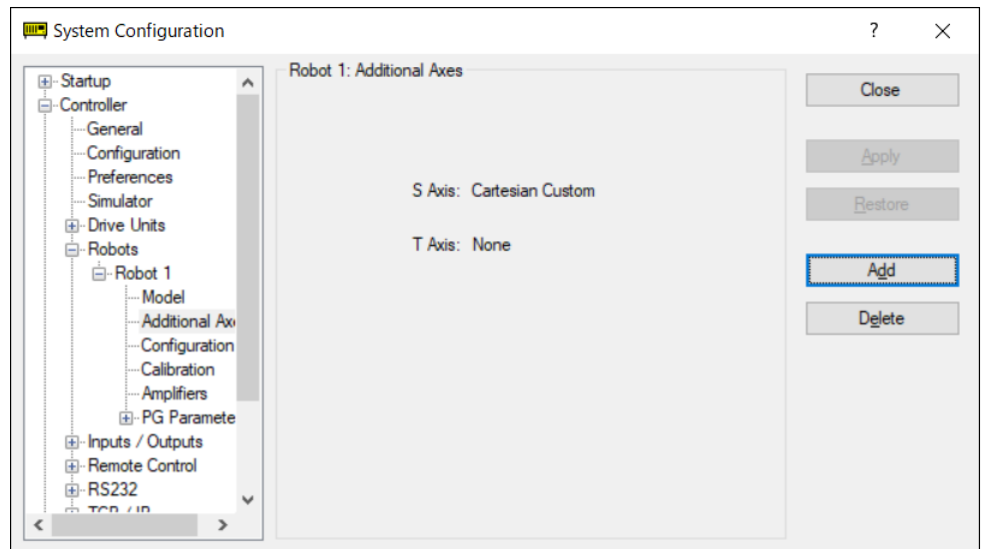 System Configuration
?
Startup
Controller
General
Configuration
Preferences
Simulator
Drive Units
Robots
Robot 1
Model
Additional Ax
Configuration
Calibration
Amplifiers
PG Paramete
Inputs / Outputs
Remote Control
RS232
TCP / IP
Robot 1: Additional Axes
S Axis: Cartesian Custom
T Axis: None
Close
Apply
Restore
Add
Delete